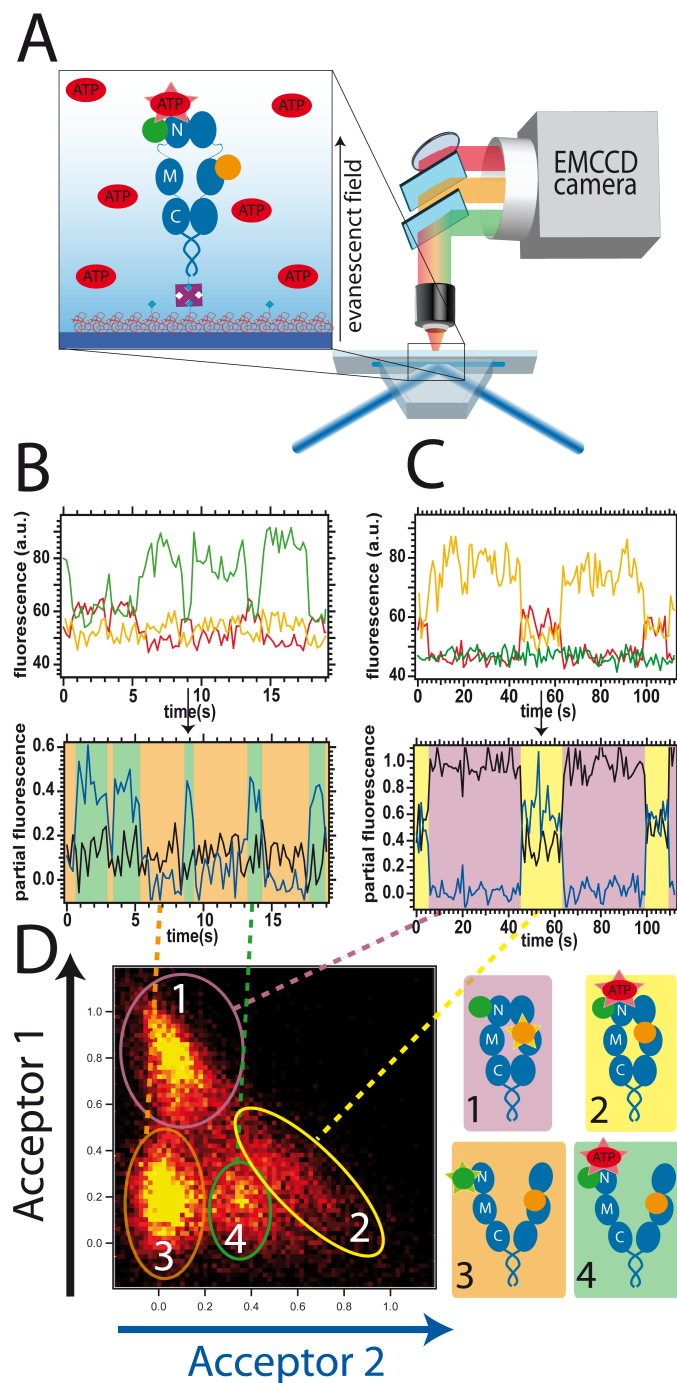 A
ATP
ATP
ATP
N
M
ATP
ATP
C
ATP
ATP
evanescenct field
EMCCD
camera
B
fluorescence (a.u.)
80
60
40
0
5
10
15
time(s)
partial fluorescence
0.6
0.4
0.2
0.0
0
5
10
15
time(s)
C
fluorescence (a.u.)
80
60
40
0
20
40
60
80
100
time (s)
partial fluorescence
1.0
0.8
0.6
0.4
0.2
0.0
0
20
40
60
80
100
time (s)
D
Acceptor 1
1.0
0.8
0.6
0.4
0.2
0.0
1
2
3
4
0.0
0.2
0.4
0.6
0.8
1.0
Acceptor 2
N
M
C
1
ATP
N
M
C
2
N
M
C
3
ATP
N
M
C
4